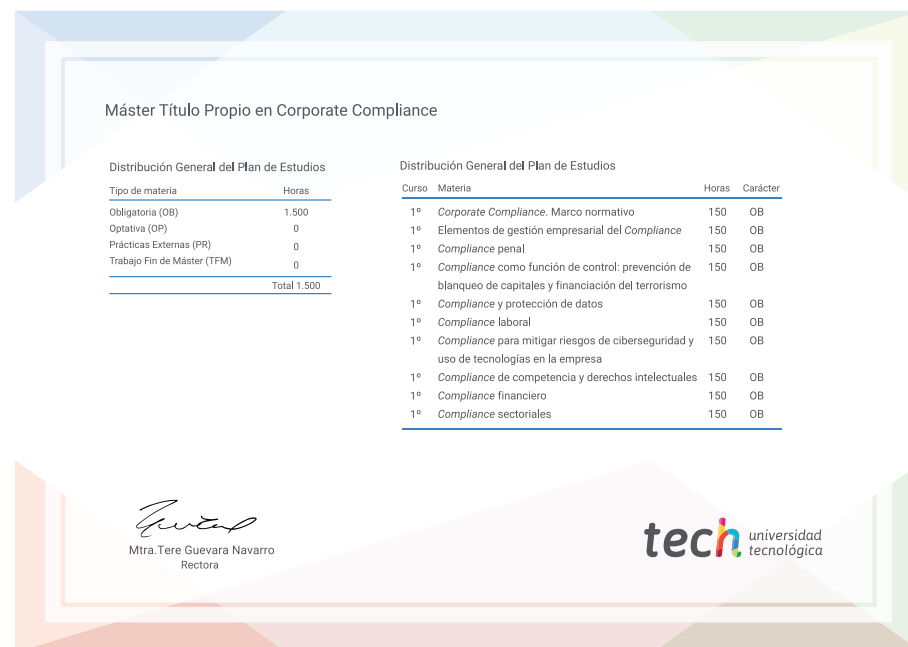 Máster Título Propio en Corporate Compliance
Distribución General del Plan de Estudios
Tipo de materia Horas
Obligatoria (OB) 1.500
Optativa (OP) 0
Prácticas Externas (PR) 0
Trabajo Fin de Máster (TFM) 0
Total 1.500
Distribución General del Plan de Estudios
Curso Materia Horas Carácter
1º Corporate Compliance. Marco normativo 150 OB
1º Elementos de gestión empresarial del Compliance 150 OB
1º Compliance penal 150 OB
1º Compliance como función de control: prevención de 150 OB
blanqueo de capitales y financiación del terrorismo
1º Compliance y protección de datos 150 OB
1º Compliance laboral 150 OB
1º Compliance para mitigar riesgos de ciberseguridad y 150 OB
uso de tecnologías en la empresa
1º Compliance de competencia y derechos intelectuales 150 OB
1º Compliance financiero 150 OB
1º Compliance sectoriales 150 OB
Mtra.Tere Guevara Navarro
Rectora
tech universidad
tecnológica